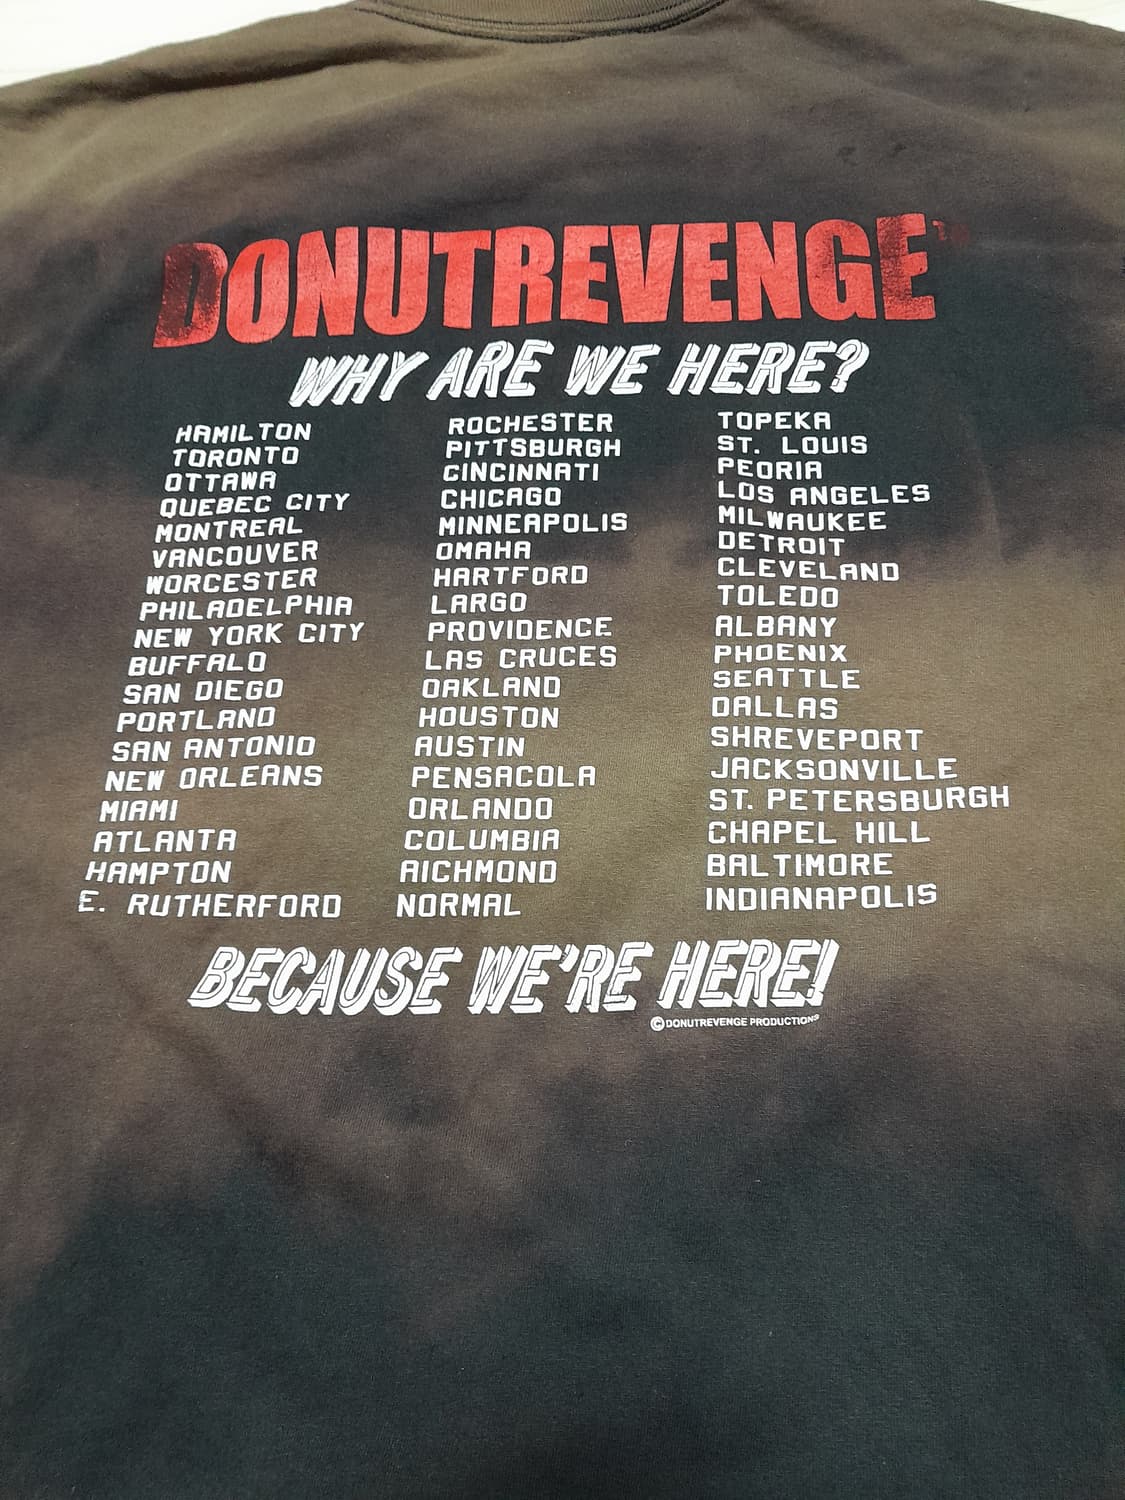 DONUTREVENGE™
WHY ARE WE HERE?
HAMILTON
TORONTO
OTTAWA
QUEBEC CITY
MONTREAL
VANCOUVER
WORCESTER
PHILADELPHIA
NEW YORK CITY
BUFFALO
SAN DIEGO
PORTLAND
SAN ANTONIO
NEW ORLEANS
MIAMI
ATLANTA
HAMPTON
E. RUTHERFORD
ROCHESTER
PITTSBURGH
CINCINNATI
CHICAGO
MINNEAPOLIS
OMAHA
HARTFORD
LARGO
PROVIDENCE
LAS CRUCES
OAKLAND
HOUSTON
AUSTIN
PENSACOLA
ORLANDO
COLUMBIA
RICHMOND
NORMAL
TOPEKA
ST. LOUIS
PEORIA
LOS ANGELES
MILWAUKEE
DETROIT
CLEVELAND
TOLEDO
ALBANY
PHOENIX
SEATTLE
DALLAS
SHREVEPORT
JACKSONVILLE
ST. PETERSBURGH
CHAPEL HILL
BALTIMORE
INDIANAPOLIS
BECAUSE WE'RE HERE!
© DONUTREVENGE PRODUCTIONS